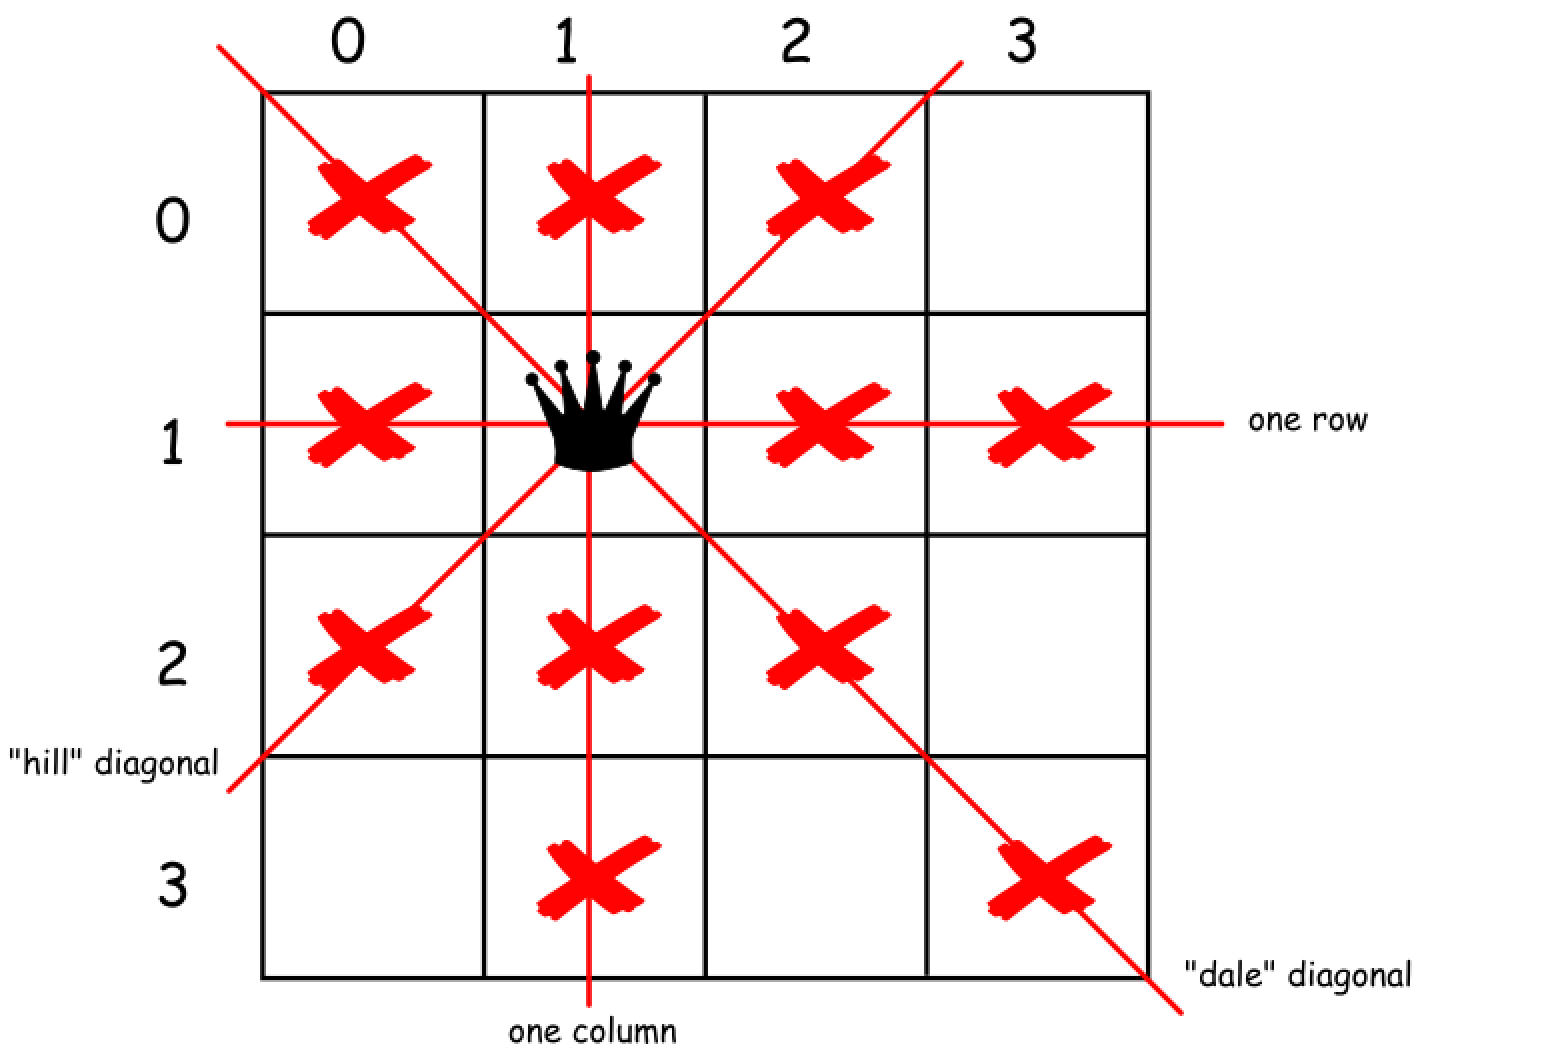 0 1 2 3
0
1
one row
2
"hill" diagonal
3
"dale" diagonal
one column